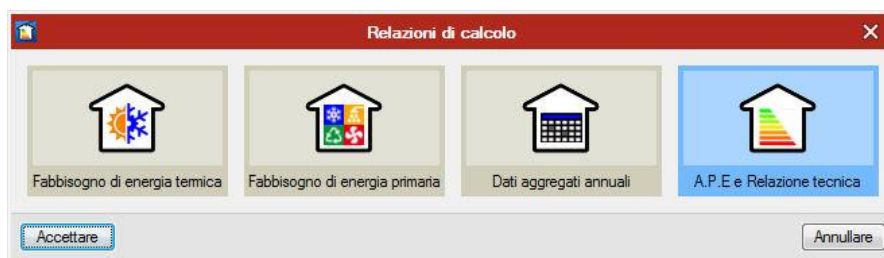 Relazioni di calcolo
Fabbisogno di energia termica
Fabbisogno di energia primaria
Dati aggregati annuali
A.P.E e Relazione tecnica
Accettare
Annullare